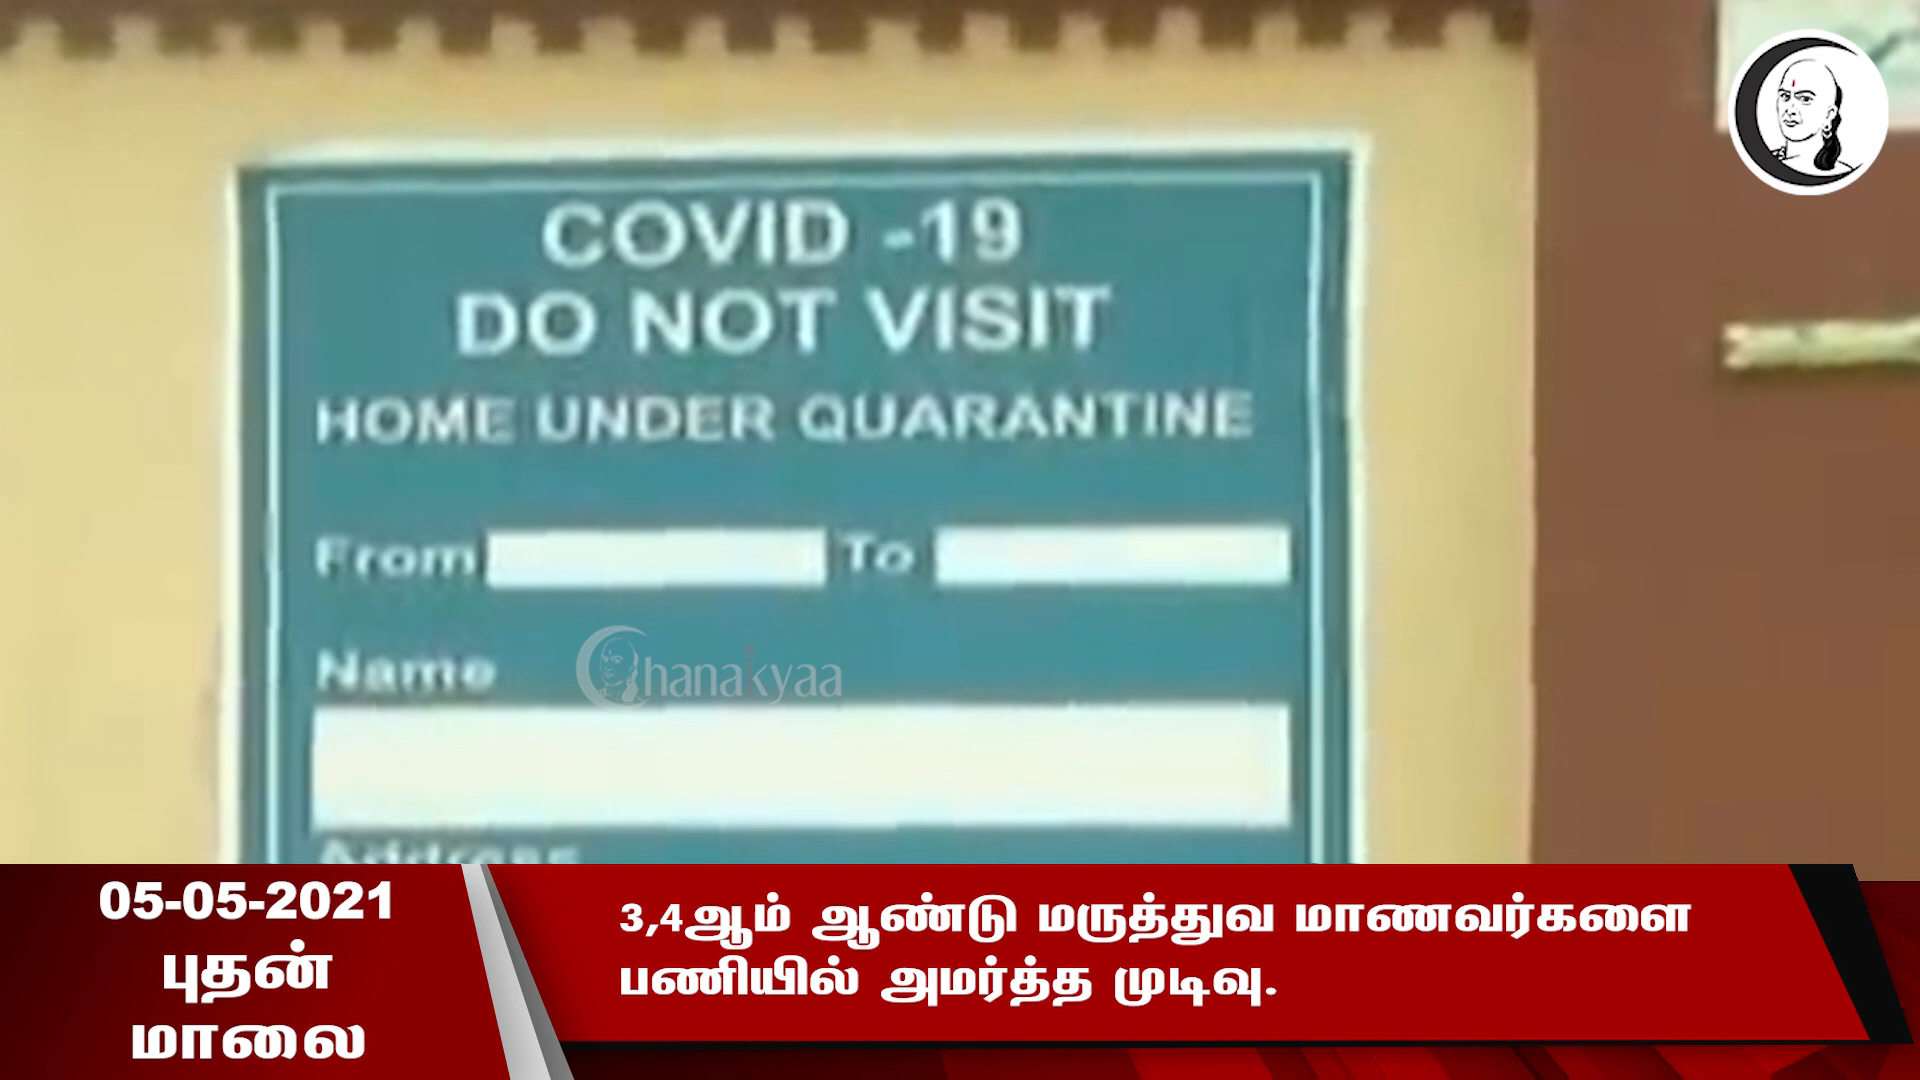 COVID -19
DO NOT VISIT
HOME UNDER QUARANTINE
From To
Name
Chanakyaa
Address
05-05-2021
புதன்
மாலை
3,4ஆம் ஆண்டு மருத்துவ மாணவர்களை
பணியில் அமர்த்த முடிவு.